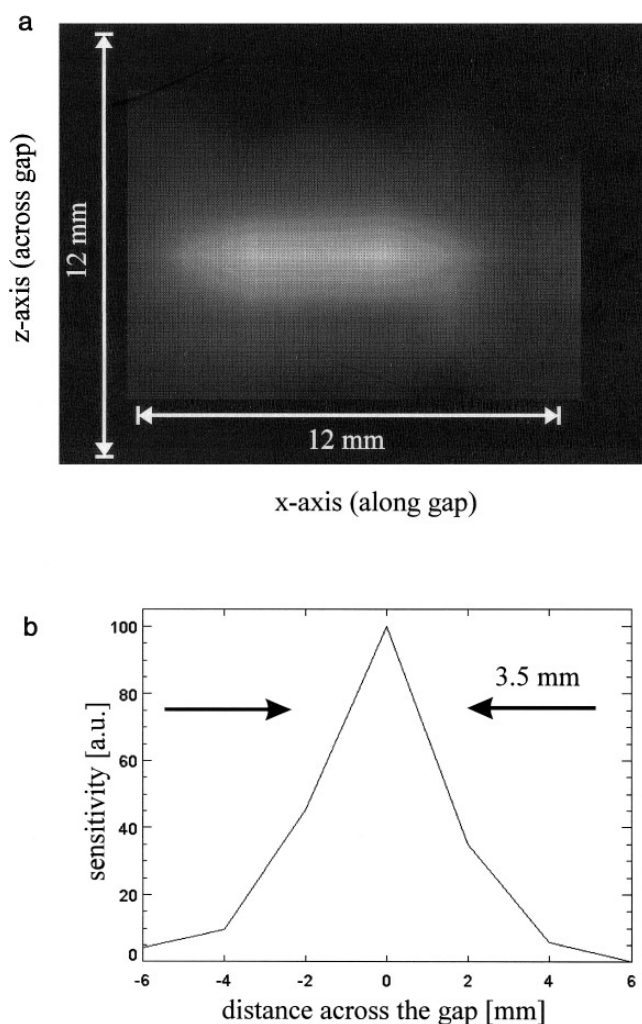 a
z-axis (across gap)
12 mm
12 mm
x-axis (along gap)
b
100
80
60
40
20
0
sensitivity [a.u.]
3.5 mm
-6 -4 -2 0 2 4 6
distance across the gap [mm]